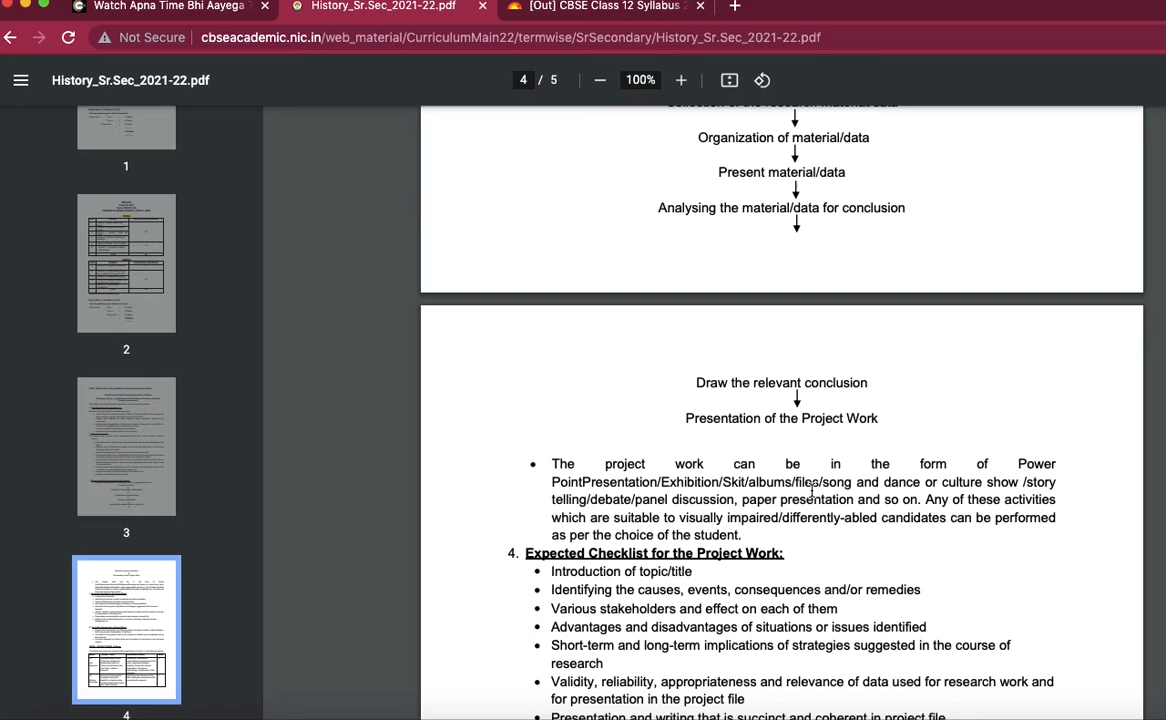 Watch Apna Time Bhi Aayega
History_Sr.Sec_2021-22.pdf
[Out] CBSE Class 12 Syllabus 2
Not Secure
cbseacademic.nic.in/web_material/CurriculumMain22/termwise/SrSecondary/History_Sr.Sec_2021-22.pdf
History_Sr.Sec_2021-22.pdf
4 / 5
100%
1
2
3
4
Collection of the research material/data
Organization of material/data
Present material/data
Analysing the material/data for conclusion
Draw the relevant conclusion
Presentation of the Project Work
• The project work can be in the form of Power
PointPresentation/Exhibition/Skit/albums/files/song and dance or culture show /story
telling/debate/panel discussion, paper presentation and so on. Any of these activities
which are suitable to visually impaired/differently-abled candidates can be performed
as per the choice of the student.
4. Expected Checklist for the Project Work:
• Introduction of topic/title
• Identifying the causes, events, consequences and/or remedies
• Various stakeholders and effect on each of them
• Advantages and disadvantages of situations or issues identified
• Short-term and long-term implications of strategies suggested in the course of
research
• Validity, reliability, appropriateness and relevance of data used for research work and
for presentation in the project file
• Presentation and writing that is succinct and coherent in project file